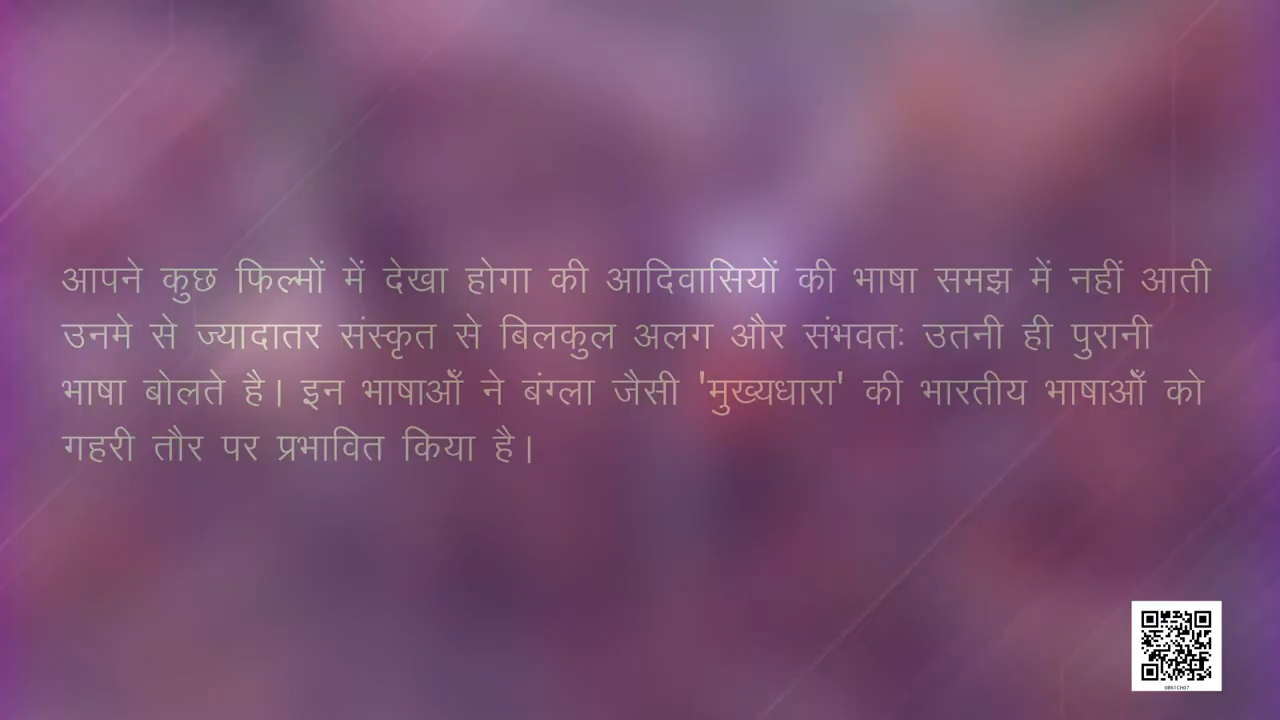 आपने कुछ फिल्मों में देखा होगा की आदिवासियों की भाषा समझ में नहीं आती
उनमे से ज्यादातर संस्कृत से बिलकुल अलग और संभवतः उतनी ही पुरानी
भाषा बोलते है। इन भाषाओँ ने बंग्ला जैसी 'मुख्यधारा' की भारतीय भाषाओँ को
गहरी तौर पर प्रभावित किया है।
0861CH07